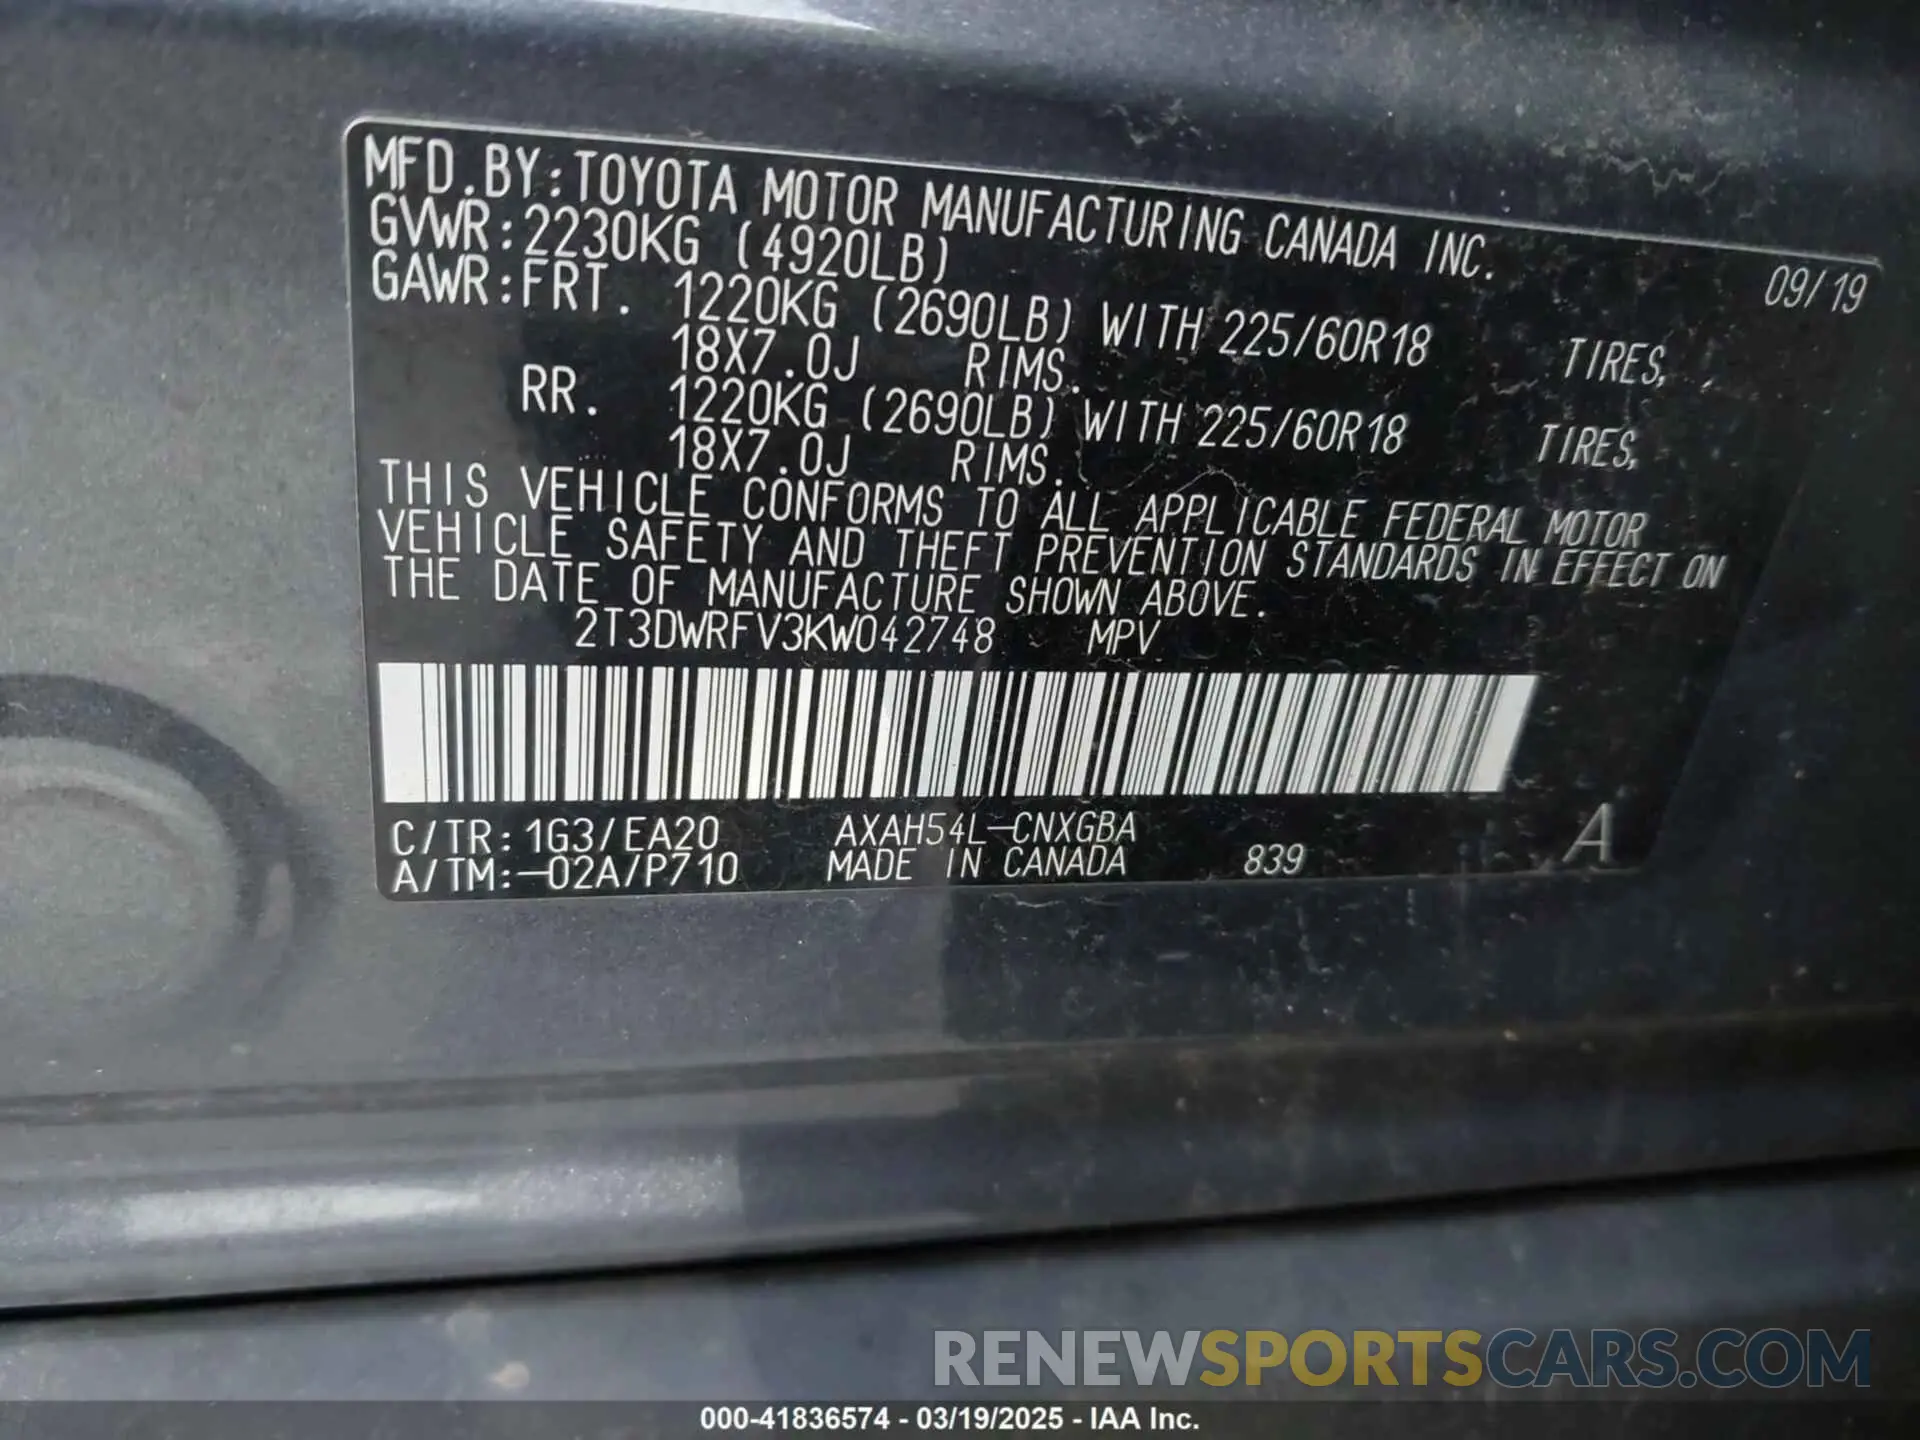 MFD.BY:TOYOTA MOTOR MANUFACTURING CANADA INC. 09/19
GVWR:2230KG (4920LB)
GAWR:FRT. 1220KG (2690LB) WITH 225/60R18 TIRES,
18X7.0J RIMS.
RR. 1220KG (2690LB) WITH 225/60R18 TIRES,
18X7.0J RIMS.
THIS VEHICLE CONFORMS TO ALL APPLICABLE FEDERAL MOTOR
VEHICLE SAFETY AND THEFT PREVENTION STANDARDS IN EFFECT ON
THE DATE OF MANUFACTURE SHOWN ABOVE.
2T3DWRFV3KW042748 MPV
C/TR:1G3/EA20 AXAH54L-CNXGBA
A/TM:-02A/P710 MADE IN CANADA 839 A
RENEWSPORTSCARS.COM
000-41836574 - 03/19/2025 - IAA Inc.